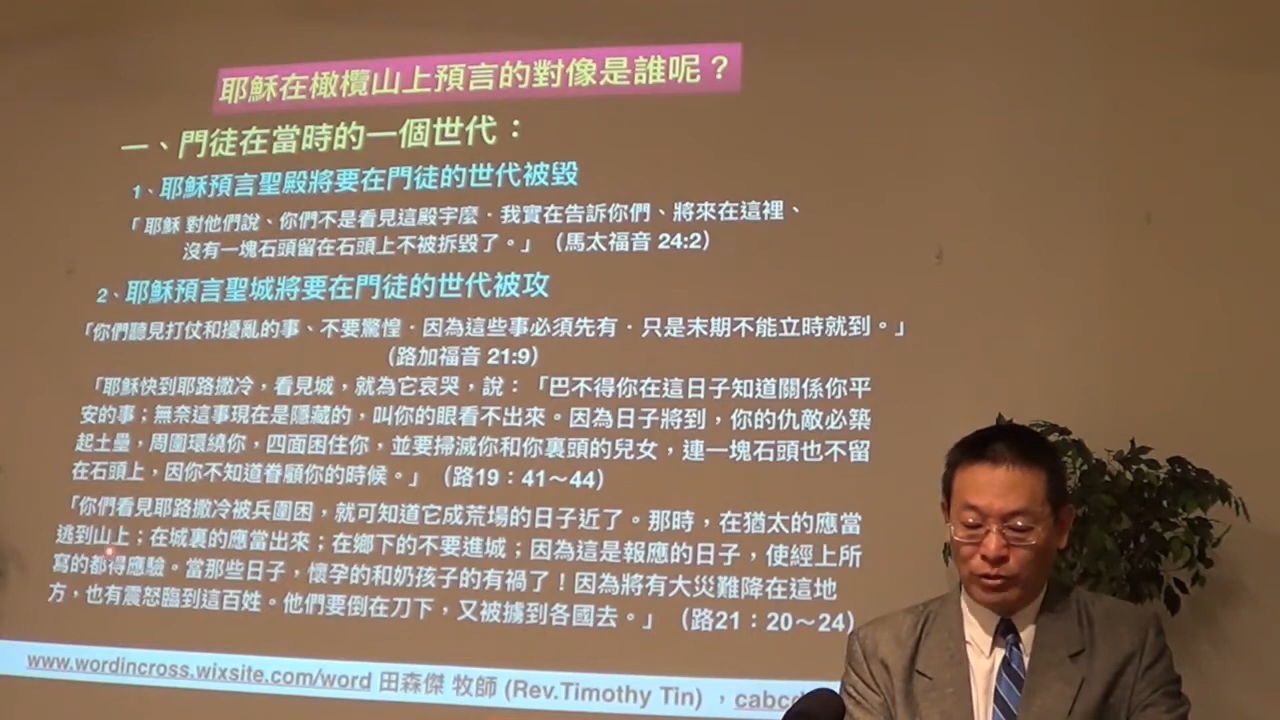 耶穌在橄欖山上預言的對像是誰呢？
一、門徒在當時的一個世代：
1、耶穌預言聖殿將要在門徒的世代被毀
「耶穌 對他們說、你們不是看見這殿宇麼．我實在告訴你們、將來在這裡、
沒有一塊石頭留在石頭上不被拆毀了。」（馬太福音 24:2）
2、耶穌預言聖城將要在門徒的世代被攻
「你們聽見打仗和擾亂的事、不要驚惶．因為這些事必須先有．只是末期不能立時就到。」
（路加福音 21:9）
「耶穌快到耶路撒冷，看見城，就為它哀哭，說：「巴不得你在這日子知道關係你平
安的事；無奈這事現在是隱藏的，叫你的眼看不出來。因為日子將到，你的仇敵必築
起土壘，周圍環繞你，四面困住你，並要掃滅你和你裏頭的兒女，連一塊石頭也不留
在石頭上，因你不知道眷顧你的時候。」（路19：41～44）
「你們看見耶路撒冷被兵圍困，就可知道它成荒場的日子近了。那時，在猶太的應當
逃到山上；在城裏的應當出來；在鄉下的不要進城；因為這是報應的日子，使經上所
寫的都得應驗。當那些日子，懷孕的和奶孩子的有禍了！因為將有大災難降在這地
方，也有震怒臨到這百姓。他們要倒在刀下，又被擄到各國去。」（路21：20～24）
www.wordincross.wixsite.com/word 田森傑 牧師 (Rev.Timothy Tin) ，cabc